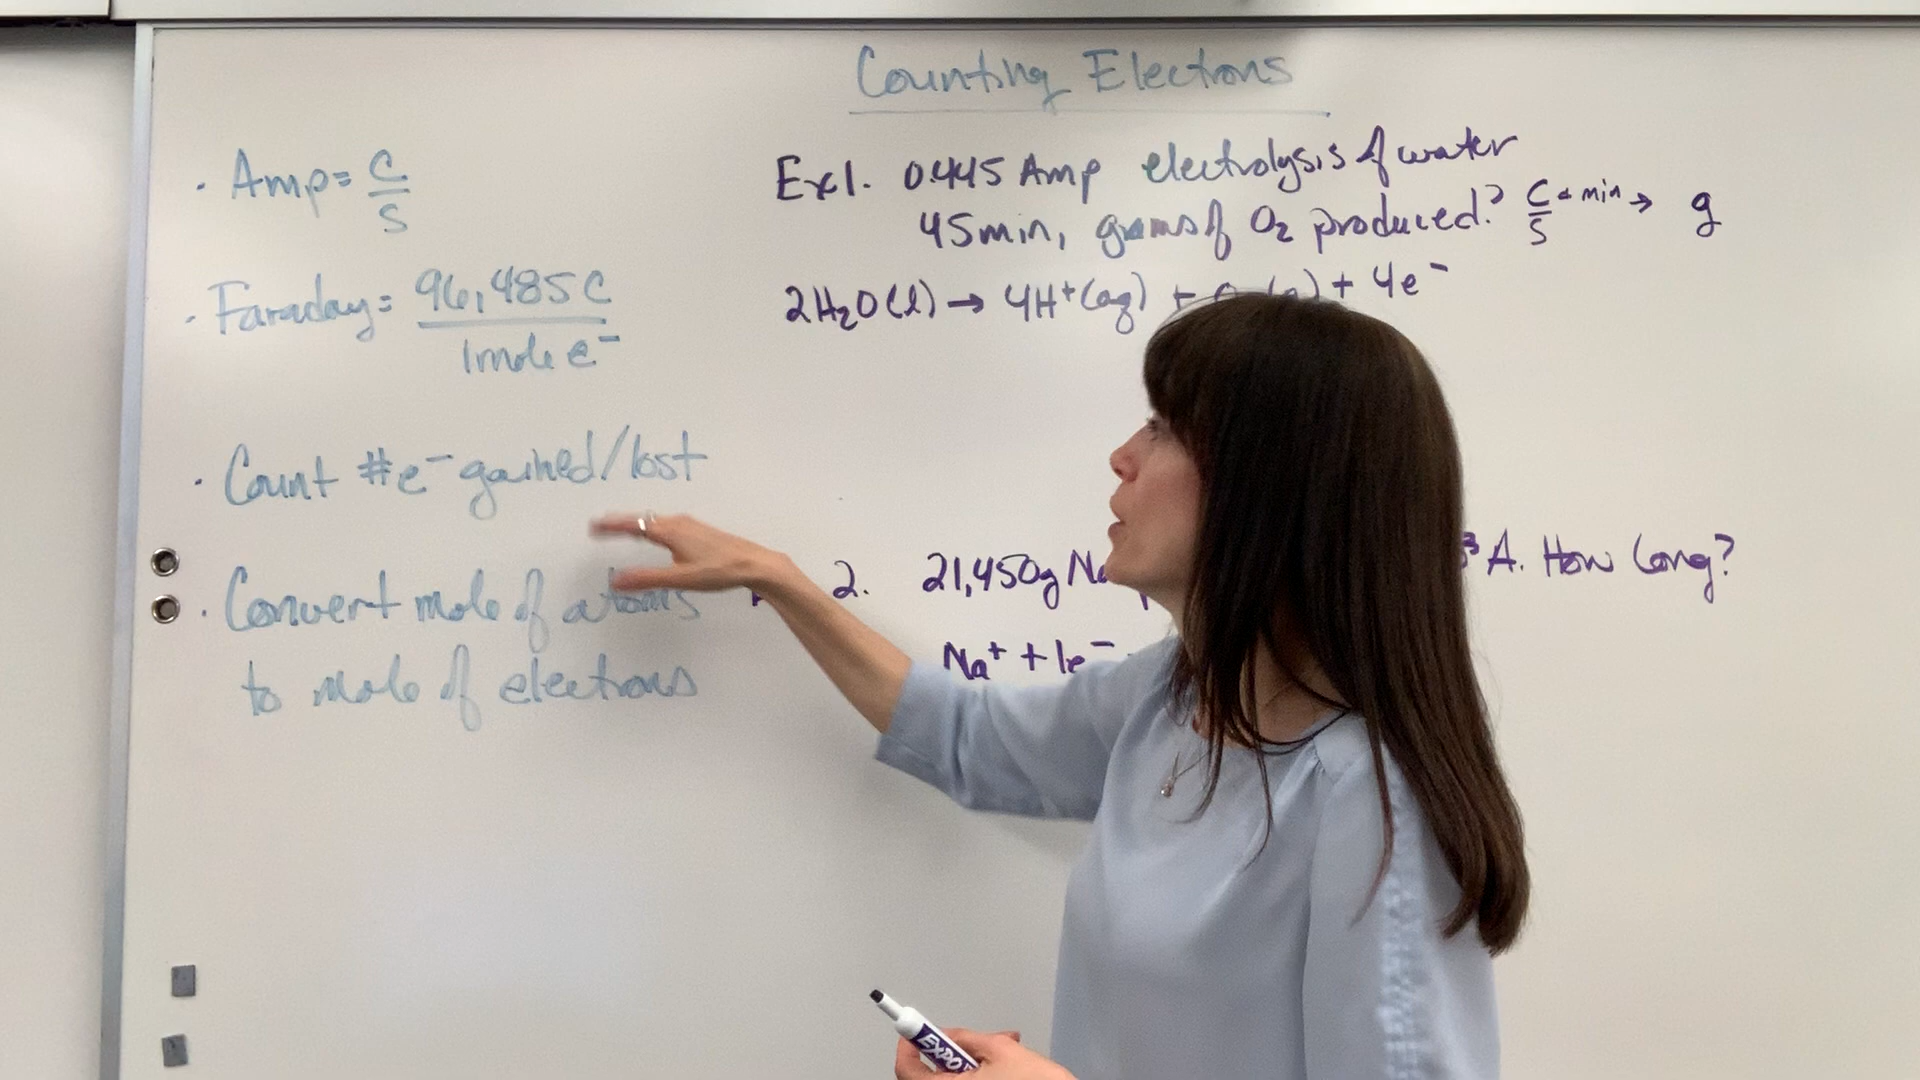 Counting Electrons
· Amp = C/S
· Faraday = 96,485 C / 1 mole e⁻
· Count #e⁻ gained/lost
· Convert mole of atoms
to mole of electrons
Ex1. 0.445 Amp electrolysis of water
45min, grams of O₂ produced? C/S + min → g
2H₂O(l) → 4H⁺(aq) + + 4e⁻
2. 21,450g Na A. How long?
Na⁺ + 1e⁻
EXPO